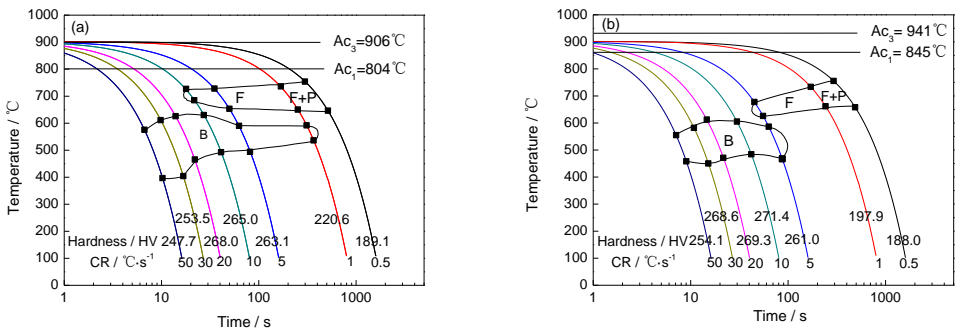 (a)
1000
900
800
700
600
500
400
300
200
100
0
Temperature / ℃
Ac3=906℃
Ac1=804℃
F
F+P
B
253.5 265.0 220.6
Hardness / HV 247.7 268.0 263.1 189.1
CR / ℃·s-1 50 30 20 10 5 1 0.5
1 10 100 1000
Time / s
(b)
1000
900
800
700
600
500
400
300
200
100
0
Temperature / ℃
Ac3=941℃
Ac1=845℃
F
F+P
B
268.6 271.4 197.9
Hardness / HV 254.1 269.3 261.0 188.0
CR / ℃·s-1 50 30 20 10 5 1 0.5
1 10 100 1000
Time / s